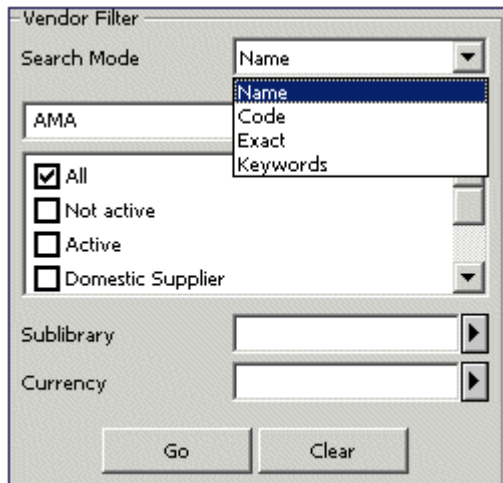 Vendor Filter
Search Mode
Name
Name
Code
Exact
Keywords
AMA
All
Not active
Active
Domestic Supplier
Sublibrary
Currency
Go
Clear